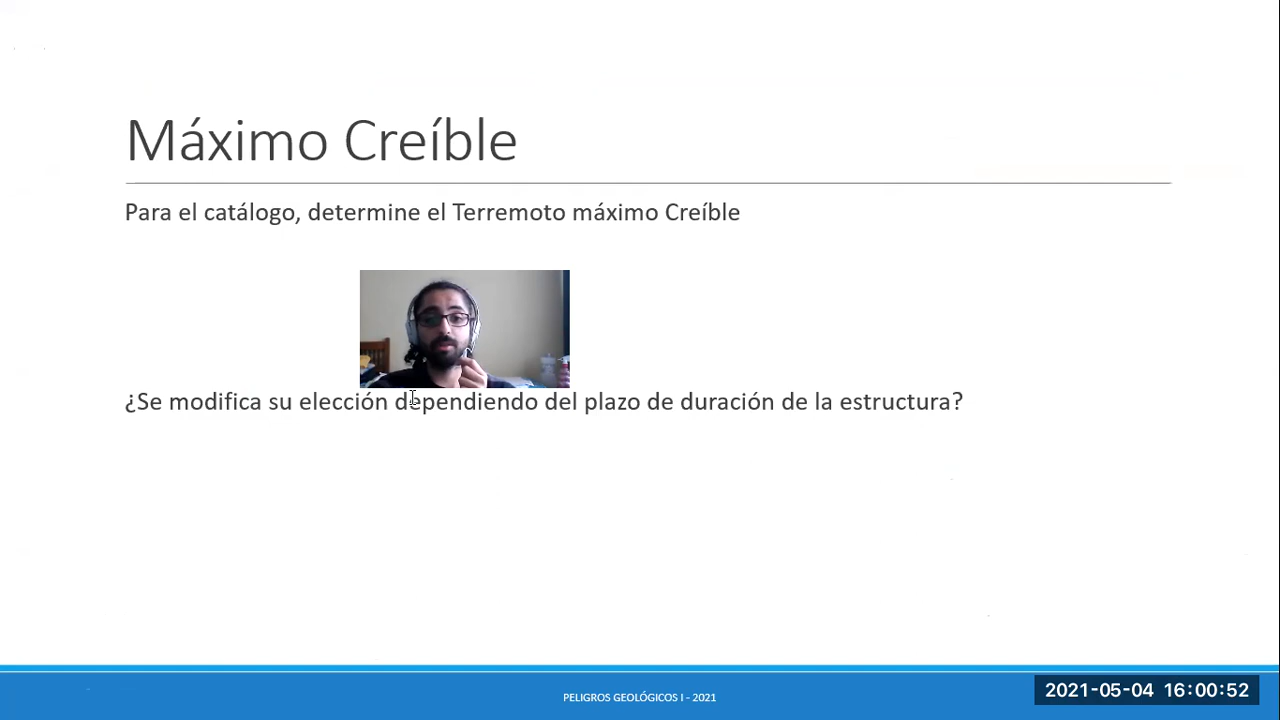 Máximo Creíble
Para el catálogo, determine el Terremoto máximo Creíble
¿Se modifica su elección dependiendo del plazo de duración de la estructura?
PELIGROS GEOLÓGICOS I - 2021
2021-05-04 16:00:52